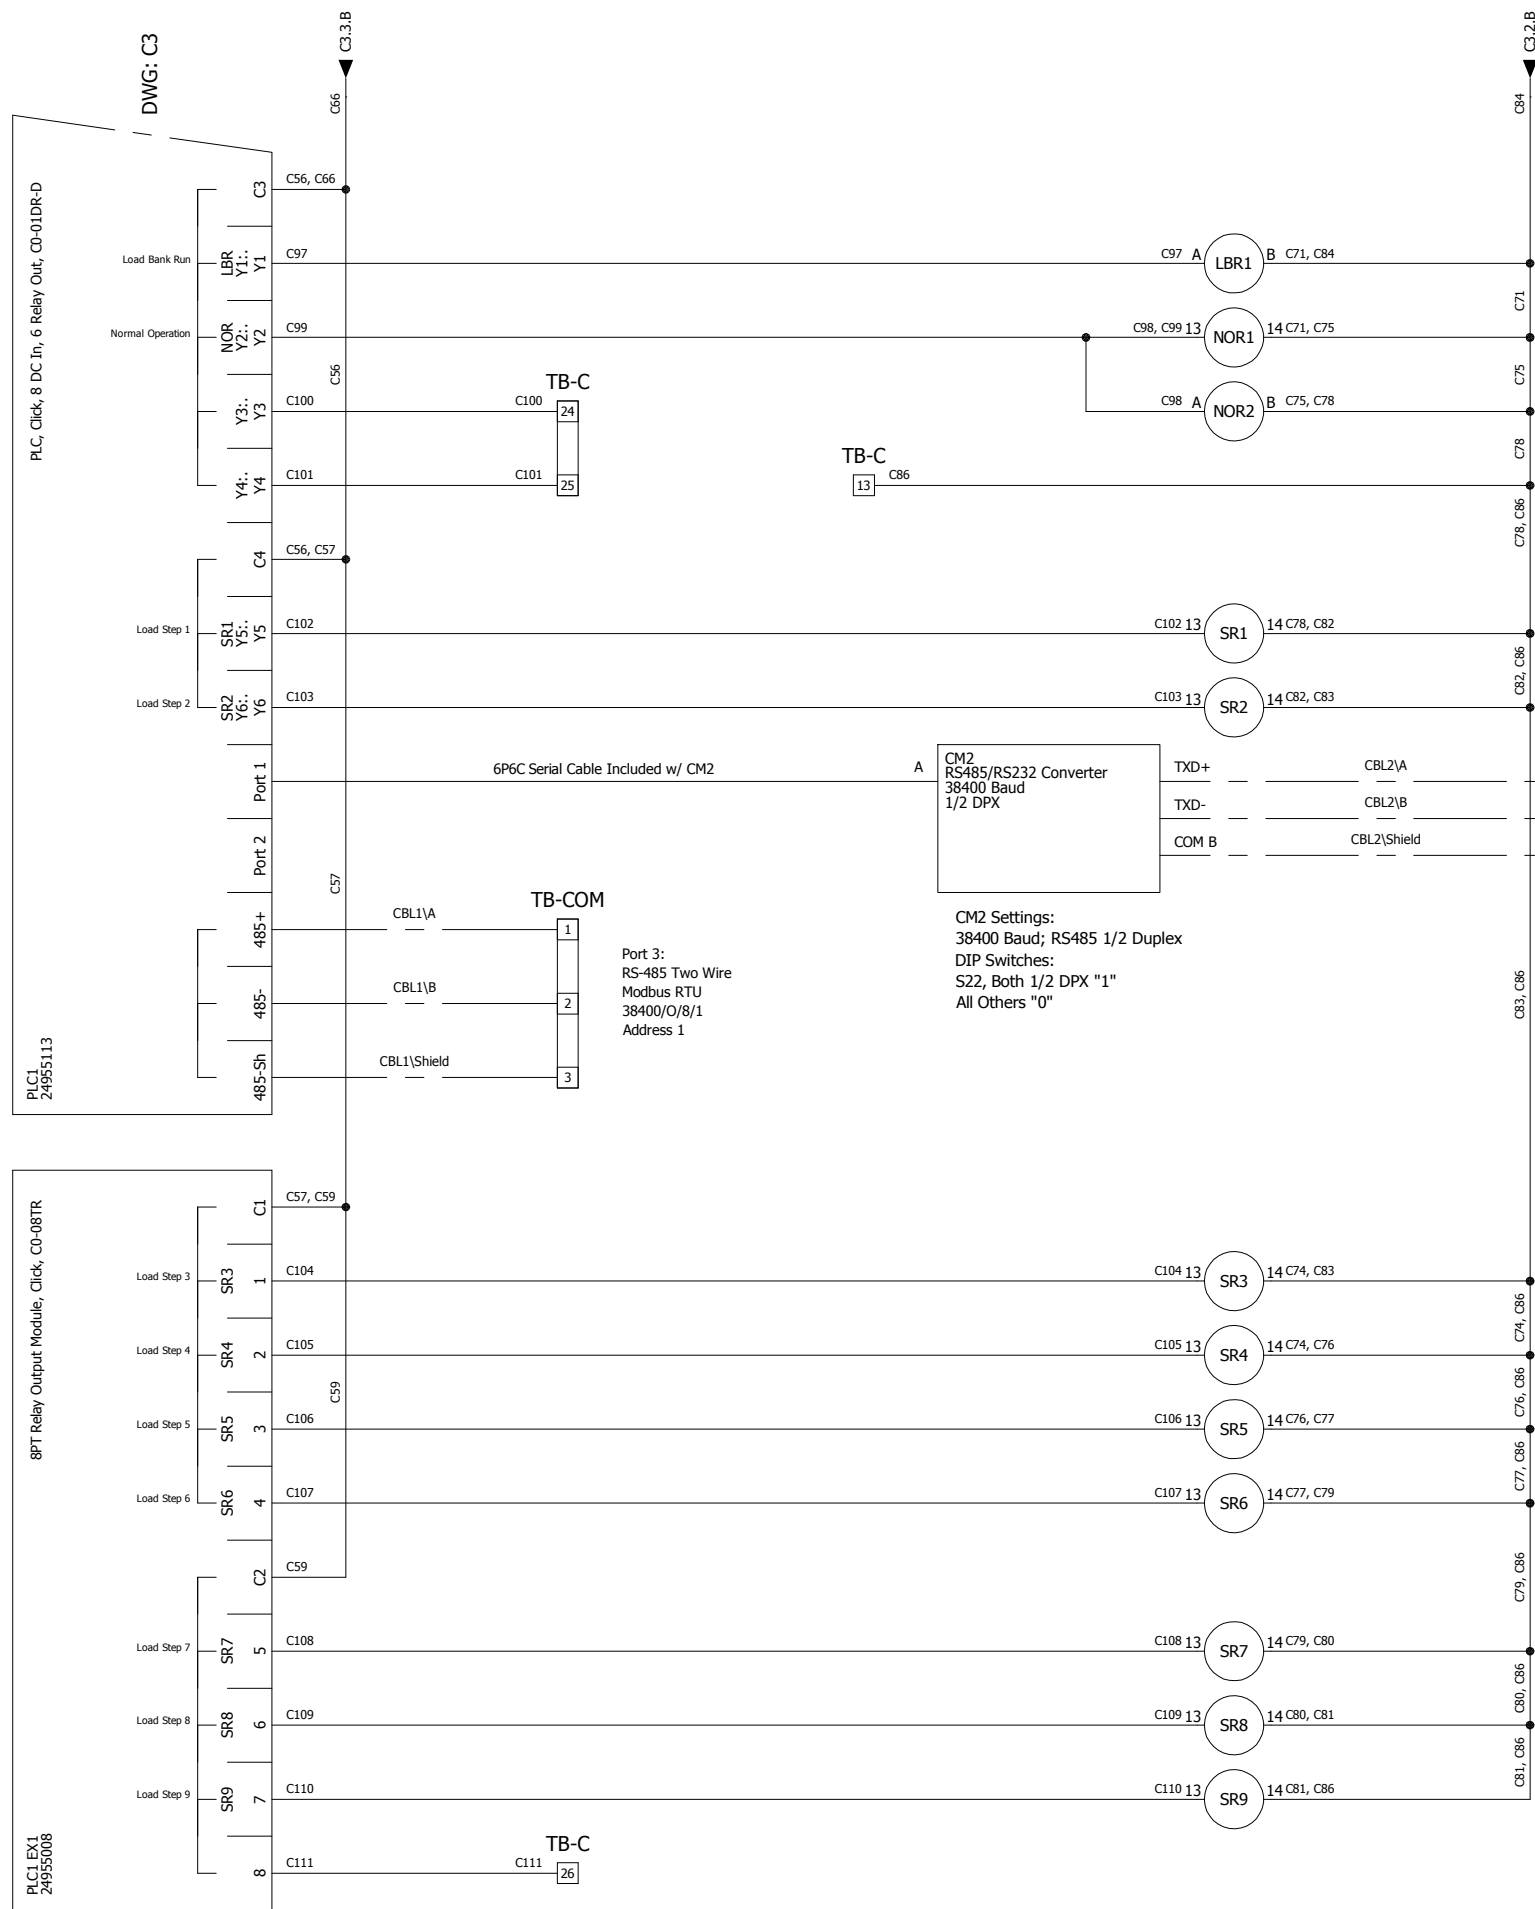 DWG: C3
C3.3.B
C3.2.B
C66
C84
PLC, Click, 8 DC In, 6 Relay Out, C0-01DR-D
C3
C56, C66
Load Bank Run
LBR
Y1:.
Y1
C97
C97 A
LBR1
B C71, C84
C71
Normal Operation
NOR
Y2:.
Y2
C99
C98, C99 13
NOR1
14 C71, C75
C56
C75
TB-C
Y3:.
Y3
C100
C100
24
C98 A
NOR2
B C75, C78
C78
TB-C
Y4:.
Y4
C101
C101
25
13
C86
C78, C86
C4
C56, C57
Load Step 1
SR1
Y5:.
Y5
C102
C102 13
SR1
14 C78, C82
C82, C86
Load Step 2
SR2
Y6:.
Y6
C103
C103 13
SR2
14 C82, C83
Port 1
6P6C Serial Cable Included w/ CM2
A
CM2
RS485/RS232 Converter
38400 Baud
1/2 DPX
TXD+
CBL2\A
TXD-
CBL2\B
COM B
CBL2\Shield
Port 2
C57
CM2 Settings:
38400 Baud; RS485 1/2 Duplex
DIP Switches:
S22, Both 1/2 DPX "1"
All Others "0"
C83, C86
TB-COM
485+
CBL1\A
1
485-
CBL1\B
2
485-Sh
CBL1\Shield
3
Port 3:
RS-485 Two Wire
Modbus RTU
38400/O/8/1
Address 1
PLC1
24955113
8PT Relay Output Module, Click, C0-08TR
C1
C57, C59
Load Step 3
SR3
1
C104
C104 13
SR3
14 C74, C83
C74, C86
Load Step 4
SR4
2
C105
C105 13
SR4
14 C74, C76
C59
C76, C86
Load Step 5
SR5
3
C106
C106 13
SR5
14 C76, C77
C77, C86
Load Step 6
SR6
4
C107
C107 13
SR6
14 C77, C79
C2
C59
C79, C86
Load Step 7
SR7
5
C108
C108 13
SR7
14 C79, C80
C80, C86
Load Step 8
SR8
6
C109
C109 13
SR8
14 C80, C81
C81, C86
Load Step 9
SR9
7
C110
C110 13
SR9
14 C81, C86
TB-C
8
C111
C111
26
PLC1 EX1
24955008